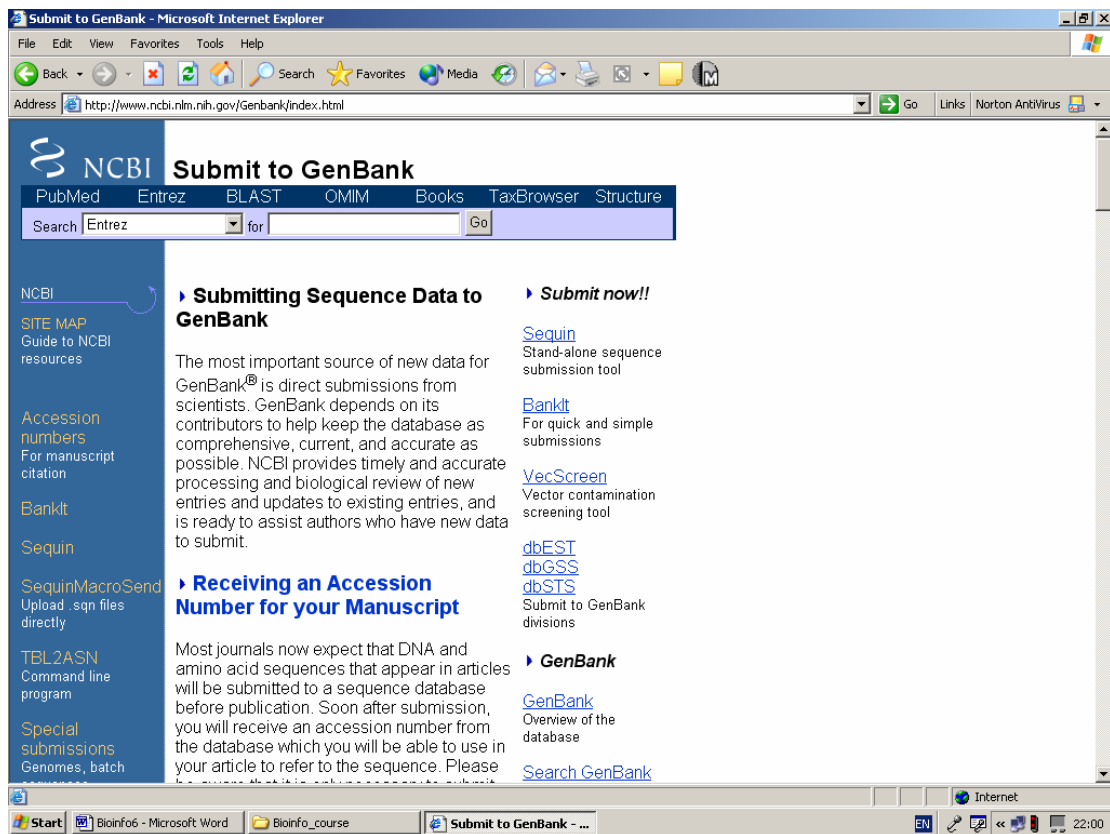 Submit to GenBank - Microsoft Internet Explorer
File Edit View Favorites Tools Help
Back Search Favorites Media
Address http://www.ncbi.nlm.nih.gov/Genbank/index.html Go Links Norton AntiVirus
NCBI Submit to GenBank
PubMed Entrez BLAST OMIM Books TaxBrowser Structure
Search Entrez for Go
NCBI
SITE MAP
Guide to NCBI
resources
Accession
numbers
For manuscript
citation
BankIt
Sequin
SequinMacroSend
Upload .sqn files
directly
TBL2ASN
Command line
program
Special
submissions
Genomes, batch
Submitting Sequence Data to
GenBank
The most important source of new data for
GenBank® is direct submissions from
scientists. GenBank depends on its
contributors to help keep the database as
comprehensive, current, and accurate as
possible. NCBI provides timely and accurate
processing and biological review of new
entries and updates to existing entries, and
is ready to assist authors who have new data
to submit.
Receiving an Accession
Number for your Manuscript
Most journals now expect that DNA and
amino acid sequences that appear in articles
will be submitted to a sequence database
before publication. Soon after submission,
you will receive an accession number from
the database which you will be able to use in
your article to refer to the sequence. Please
Submit now!!
Sequin
Stand-alone sequence
submission tool
BankIt
For quick and simple
submissions
VecScreen
Vector contamination
screening tool
dbEST
dbGSS
dbSTS
Submit to GenBank
divisions
GenBank
GenBank
Overview of the
database
Search GenBank
Internet
Start Bioinfo6 - Microsoft Word Bioinfo_course Submit to GenBank - ... EN « 22:00